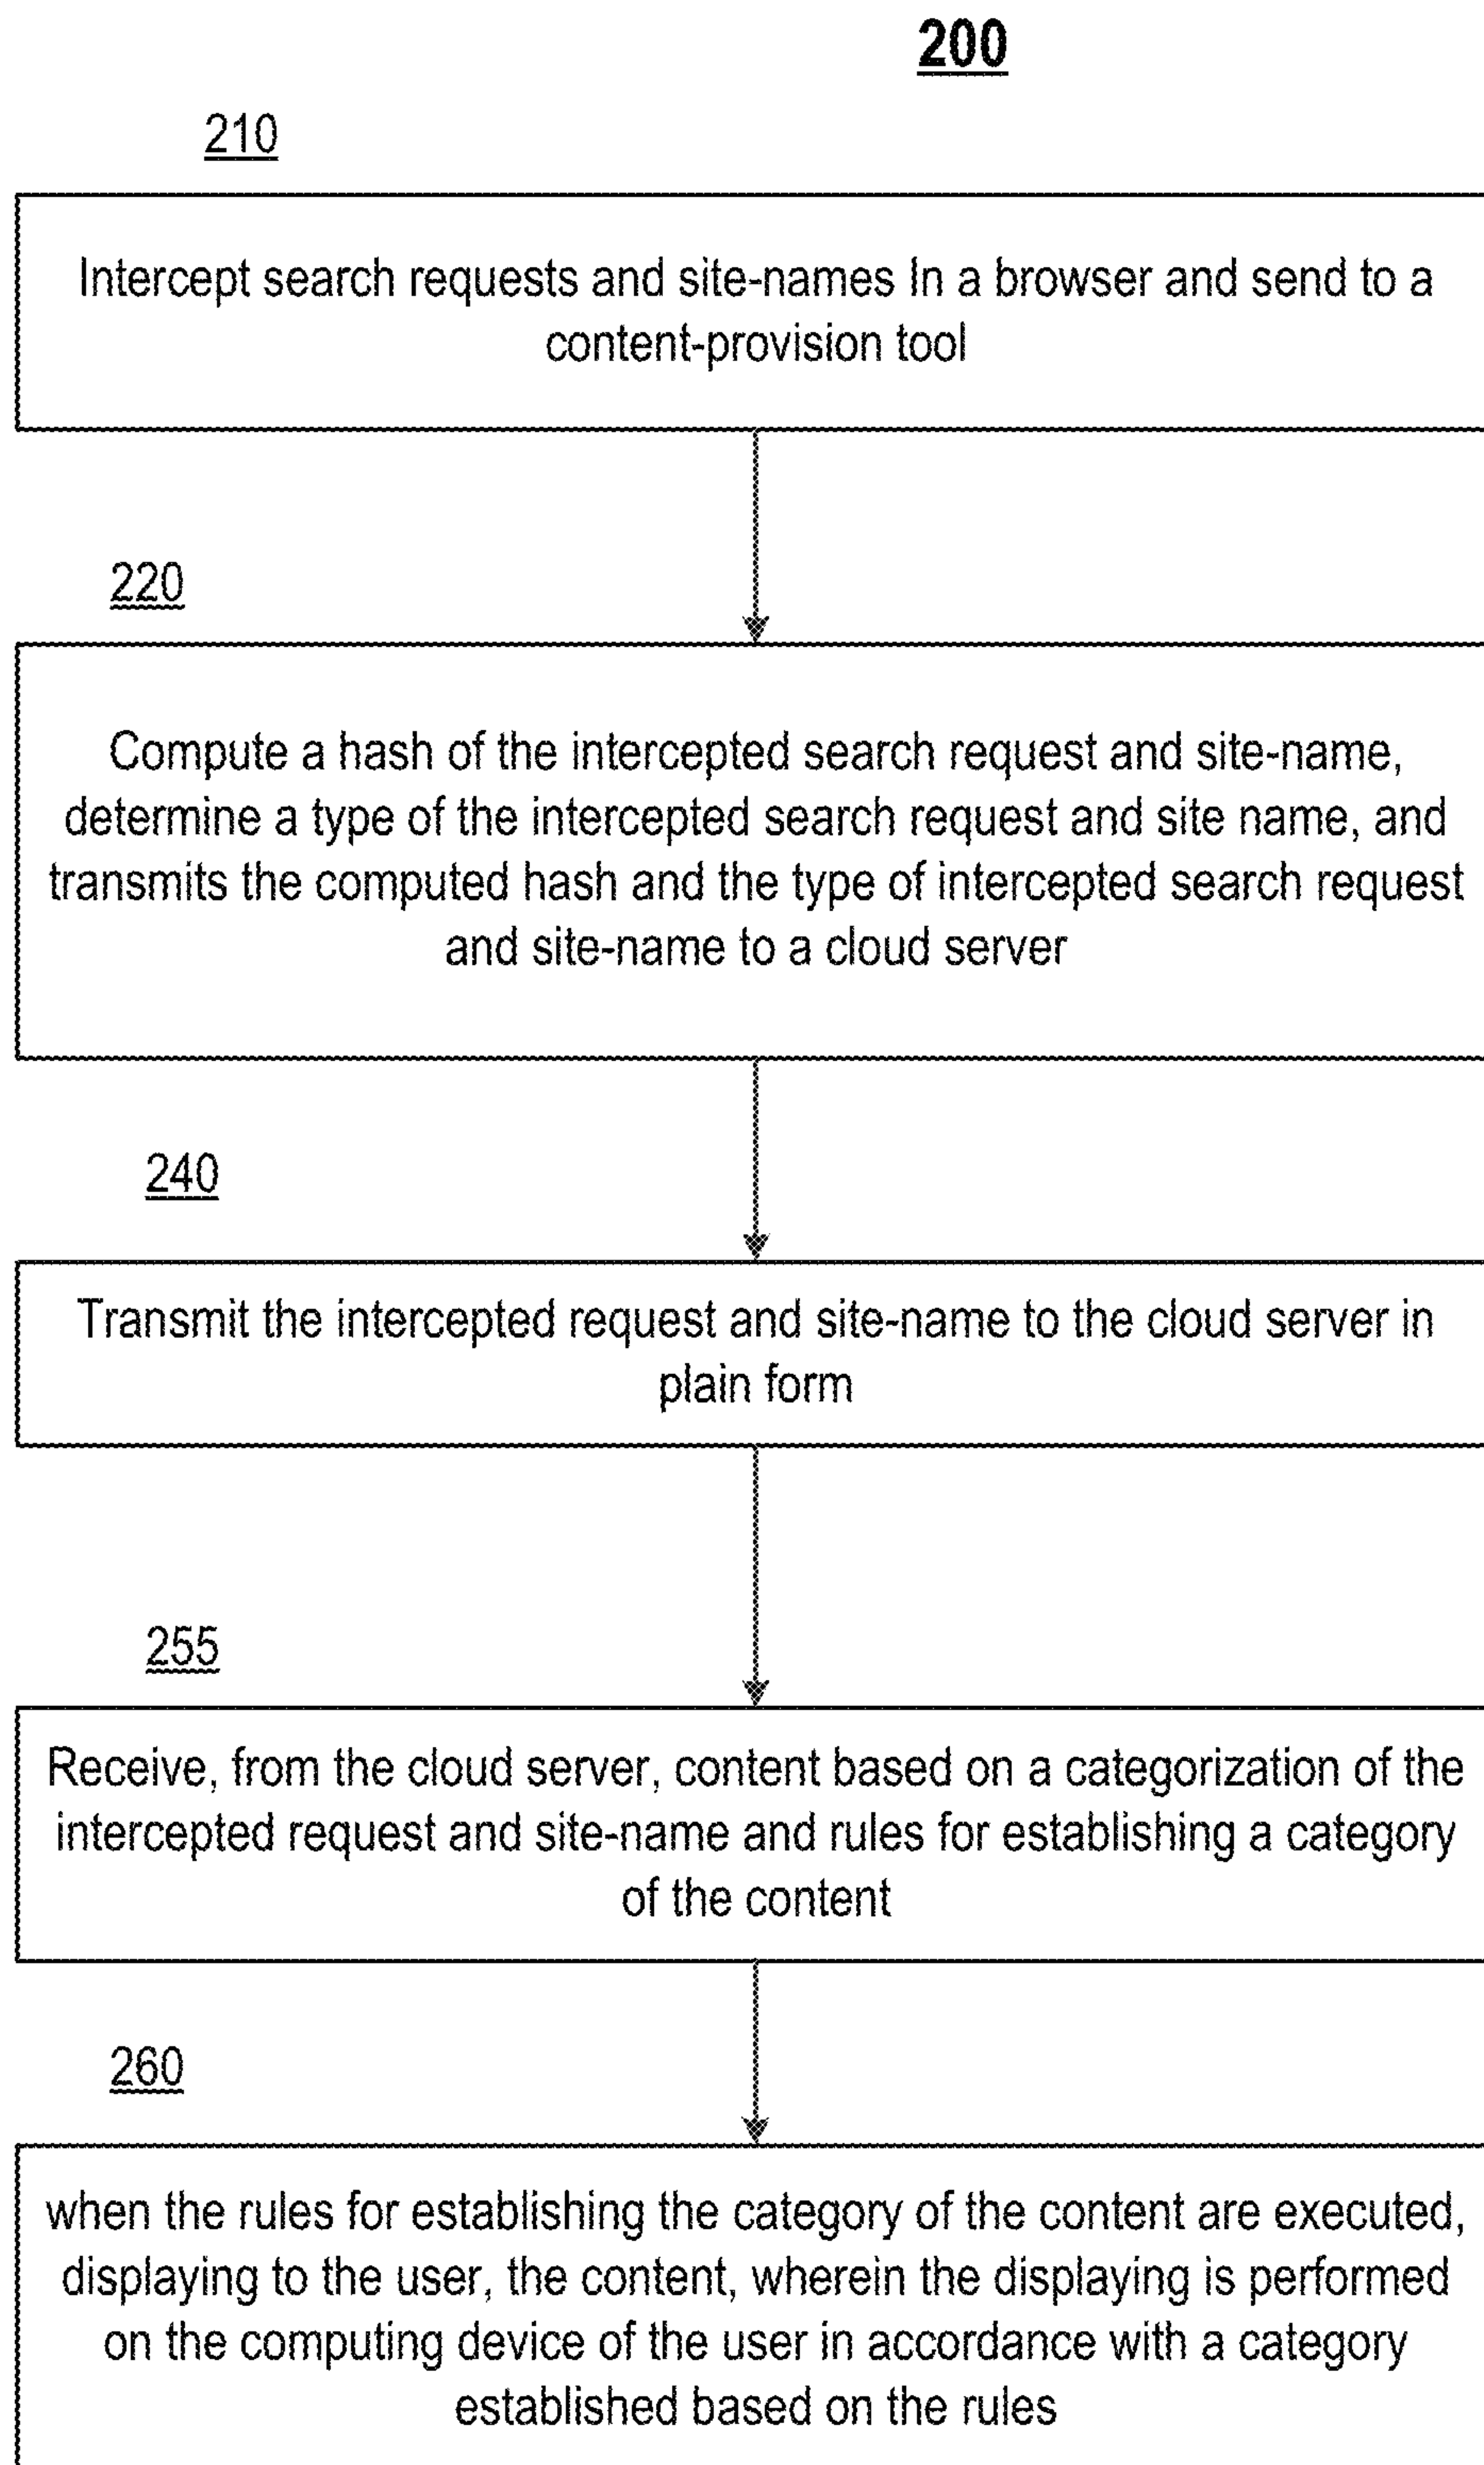 200
210
Intercept search requests and site-names In a browser and send to a
content-provision tool
220
Compute a hash of the intercepted search request and site-name,
determine a type of the intercepted search request and site name, and
transmits the computed hash and the type of intercepted search request
and site-name to a cloud server
240
Transmit the intercepted request and site-name to the cloud server in
plain form
255
Receive, from the cloud server, content based on a categorization of the
intercepted request and site-name and rules for establishing a category
of the content
260
when the rules for establishing the category of the content are executed,
displaying to the user, the content, wherein the displaying is performed
on the computing device of the user in accordance with a category
established based on the rules